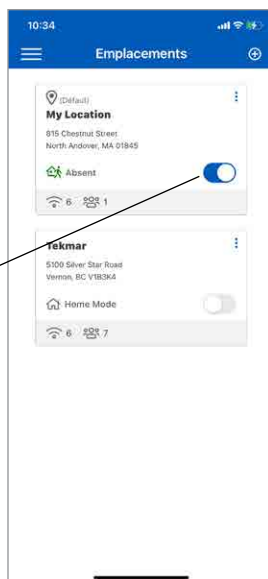 10:34
Emplacements
(Défaut)
My Location
815 Chestnut Street
North Andover, MA 01845
Absent
6 1
Tekmar
5100 Silver Star Road
Vernon, BC V1B3K4
Home Mode
6 7